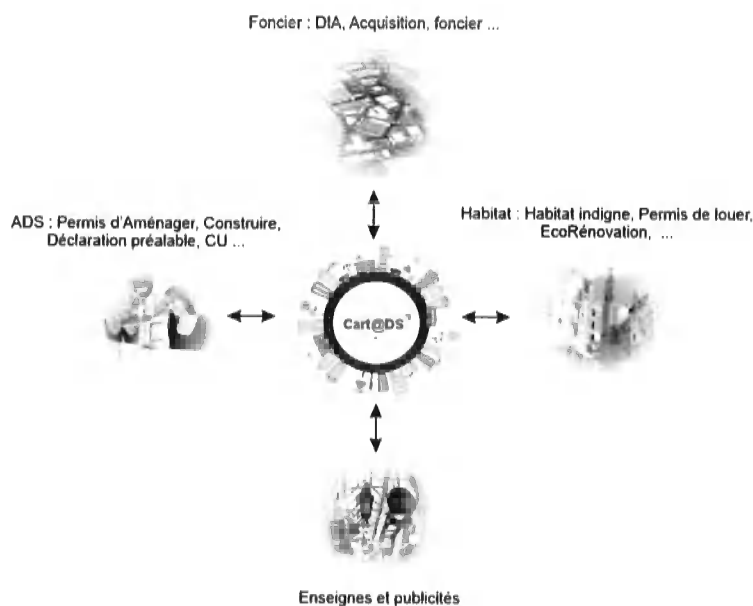 Foncier : DIA, Acquisition, foncier ...
ADS : Permis d'Aménager, Construire,
Déclaration préalable, CU ...
Habitat : Habitat indigne, Permis de louer,
EcoRénovation, ...
Cart@DS
Enseignes et publicités